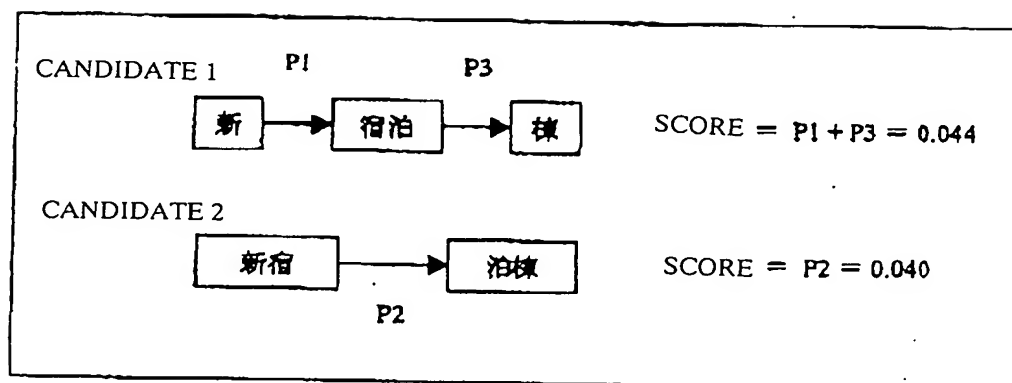 CANDIDATE 1
P1 P3
新 宿泊 棟 SCORE = P1 + P3 = 0.044
CANDIDATE 2
新宿 泊棟 SCORE = P2 = 0.040
P2